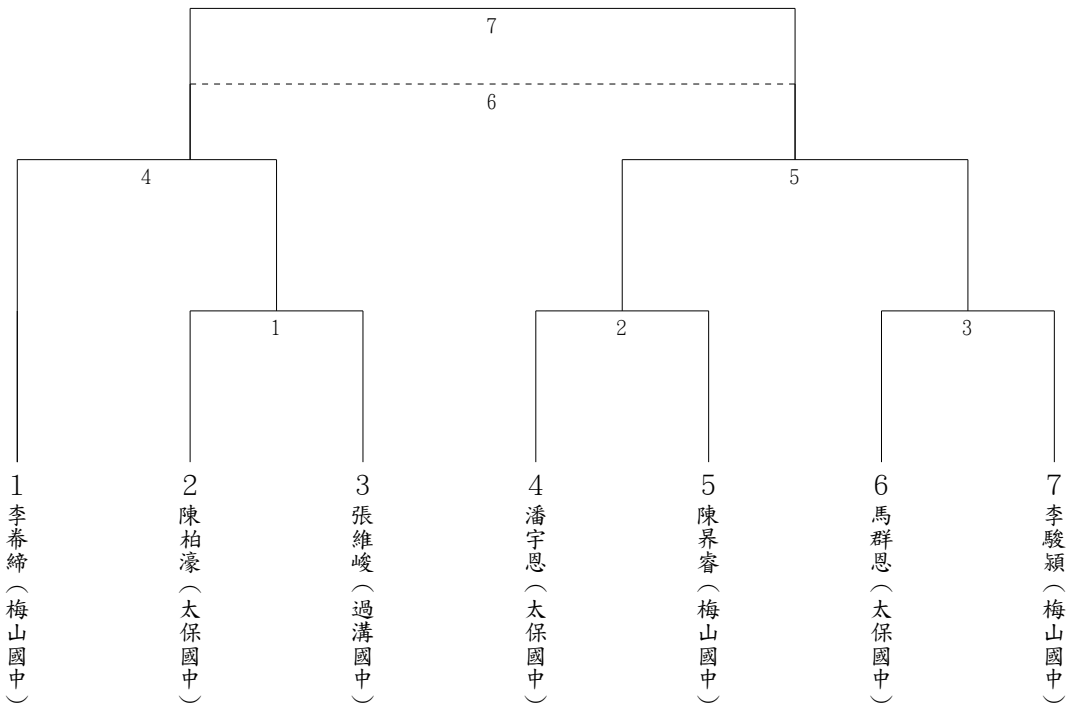 7
6
4
5
1
2
3
1
李帣締（梅山國中）
2
陳柏濠（太保國中）
3
張維峻（過溝國中）
4
潘宇恩（太保國中）
5
陳昦睿（梅山國中）
6
馬群恩（太保國中）
7
李駿潁（梅山國中）